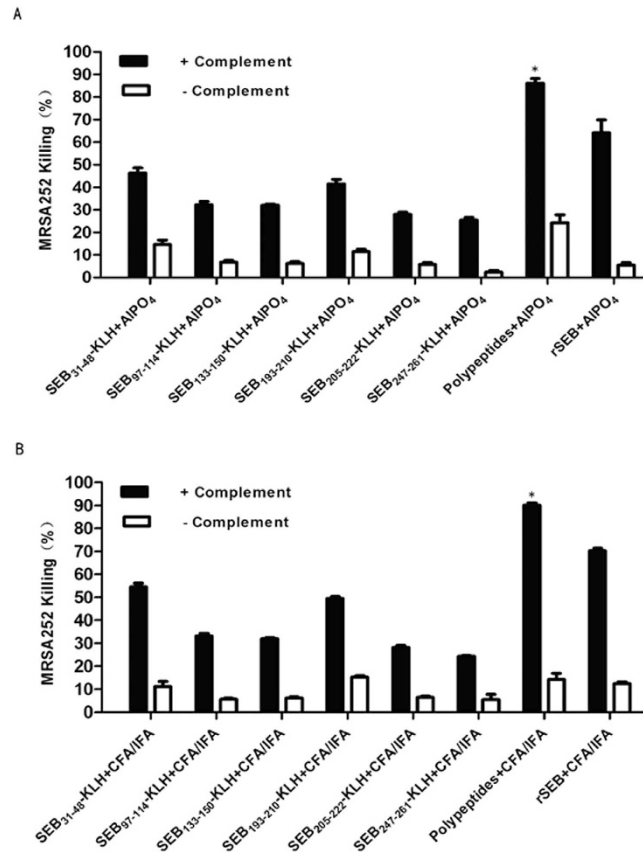 A
100
90
80
70
60
50
40
30
20
10
0
MRSA252 Killing (%)
+ Complement
- Complement
*
SEB31-48-KLH+AlPO4
SEB97-114-KLH+AlPO4
SEB133-150-KLH+AlPO4
SEB193-210-KLH+AlPO4
SEB205-222-KLH+AlPO4
SEB247-261-KLH+AlPO4
Polypeptides+AlPO4
rSEB+AlPO4
B
100
90
80
70
60
50
40
30
20
10
0
MRSA252 Killing (%)
+ Complement
- Complement
*
SEB31-48-KLH+CFA/IFA
SEB97-114-KLH+CFA/IFA
SEB133-150-KLH+CFA/IFA
SEB193-210-KLH+CFA/IFA
SEB205-222-KLH+CFA/IFA
SEB247-261-KLH+CFA/IFA
Polypeptides+CFA/IFA
rSEB+CFA/IFA